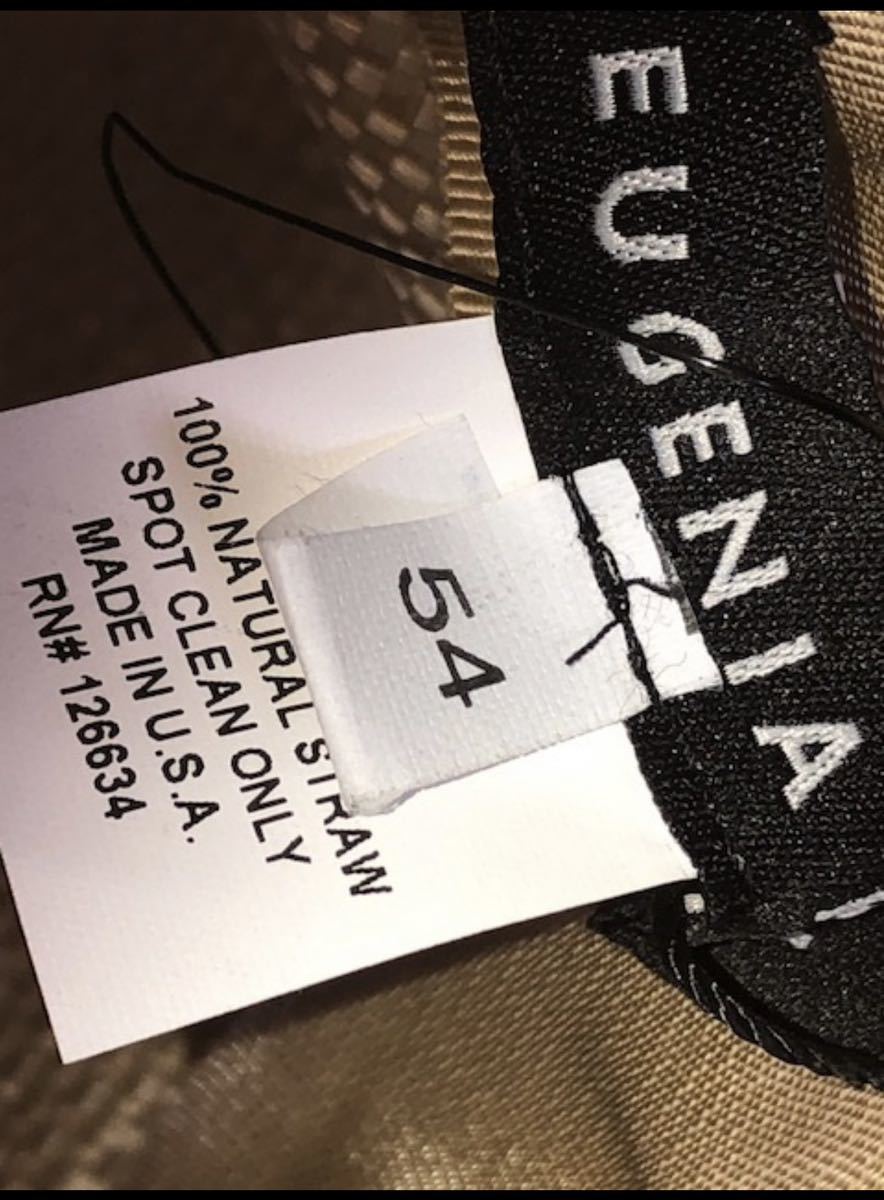 EUGENIA
54
100% NATURAL STRAW
SPOT CLEAN ONLY
MADE IN U.S.A.
RN# 126634